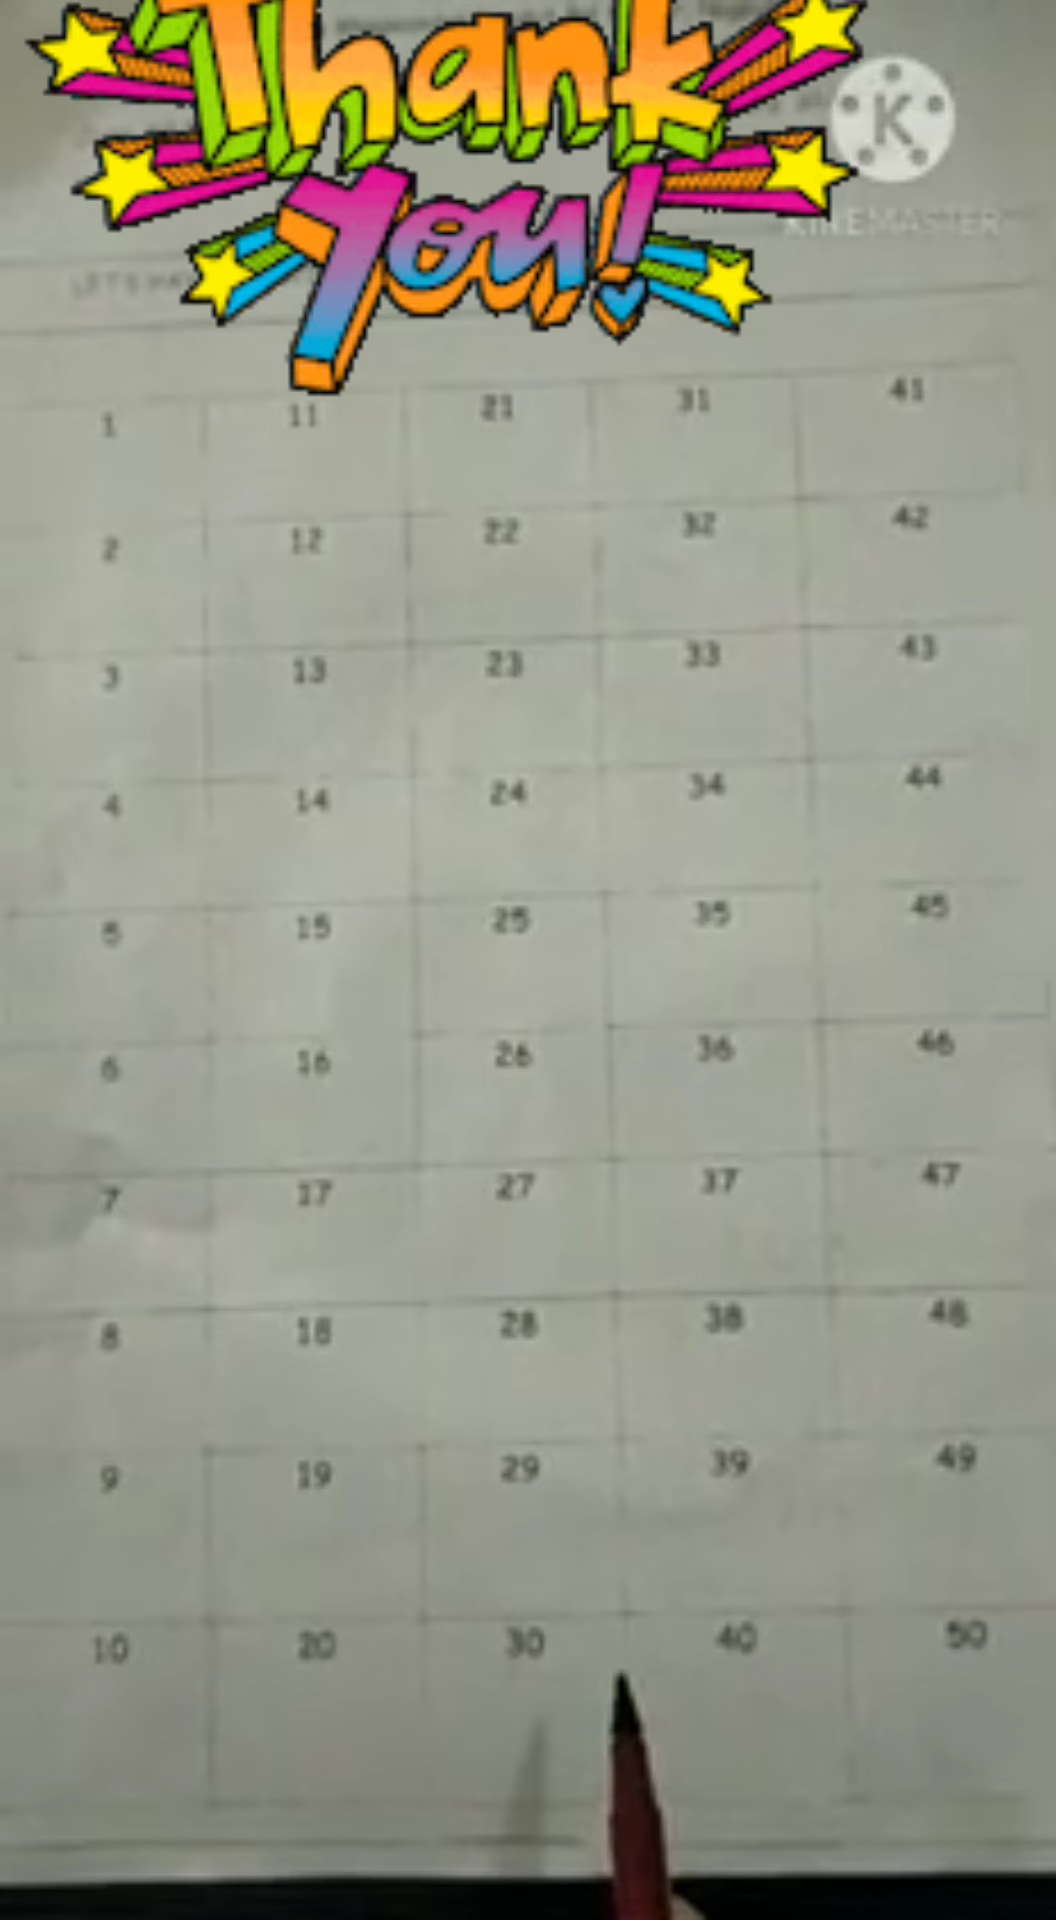 Thank
you!
K
KINEMASTER
1 11 21 31 41
2 12 22 32 42
3 13 23 33 43
4 14 24 34 44
5 15 25 35 45
6 16 26 36 46
7 17 27 37 47
8 18 28 38 48
9 19 29 39 49
10 20 30 40 50